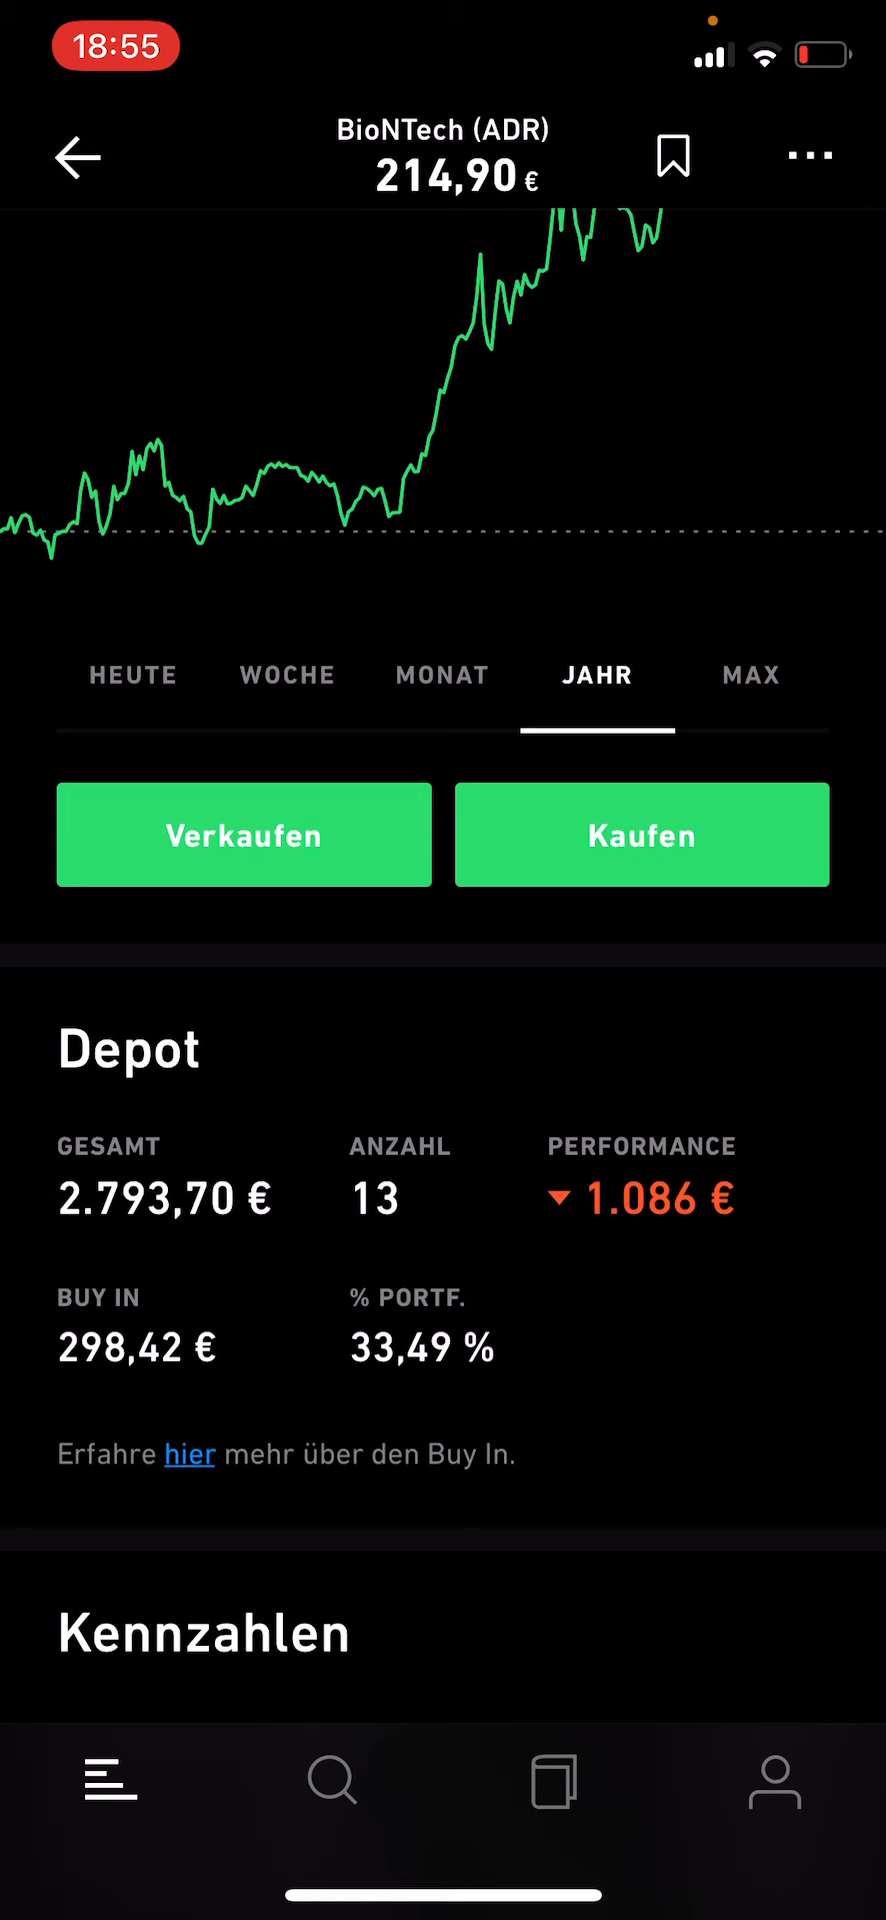 18:55
BioNTech (ADR)
214,90 €
HEUTE WOCHE MONAT JAHR MAX
Verkaufen Kaufen
Depot
GESAMT ANZAHL PERFORMANCE
2.793,70 € 13 1.086 €
BUY IN % PORTF.
298,42 € 33,49 %
Erfahre hier mehr über den Buy In.
Kennzahlen